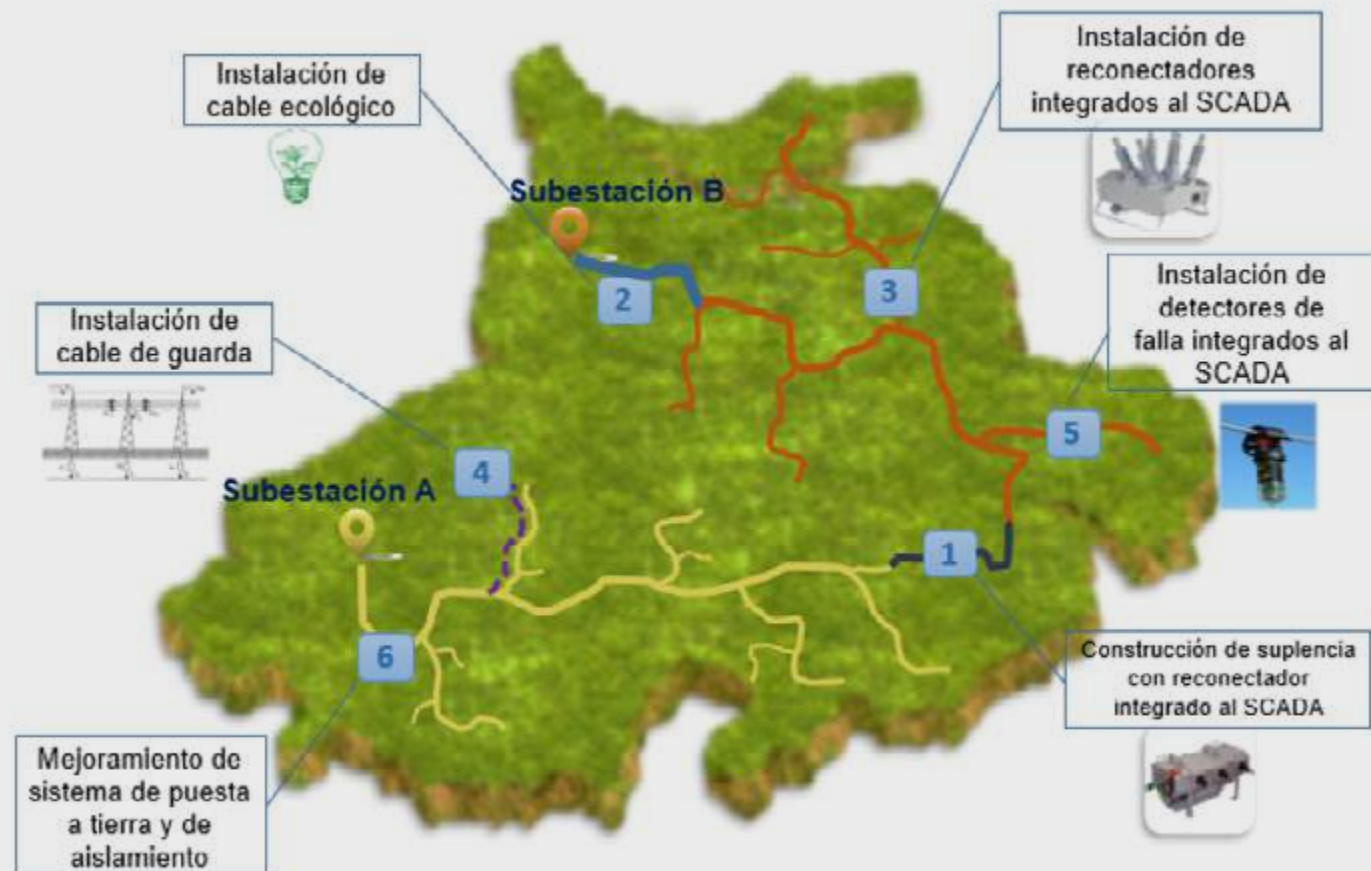 Instalación de
cable ecológico
Instalación de
reconectadores
integrados al SCADA
Subestación B
2
3
Instalación de
detectores de
falla integrados al
SCADA
Instalación de
cable de guarda
5
4
Subestación A
1
6
Construcción de suplencia
con reconectador
integrado al SCADA
Mejoramiento de
sistema de puesta
a tierra y de
aislamiento